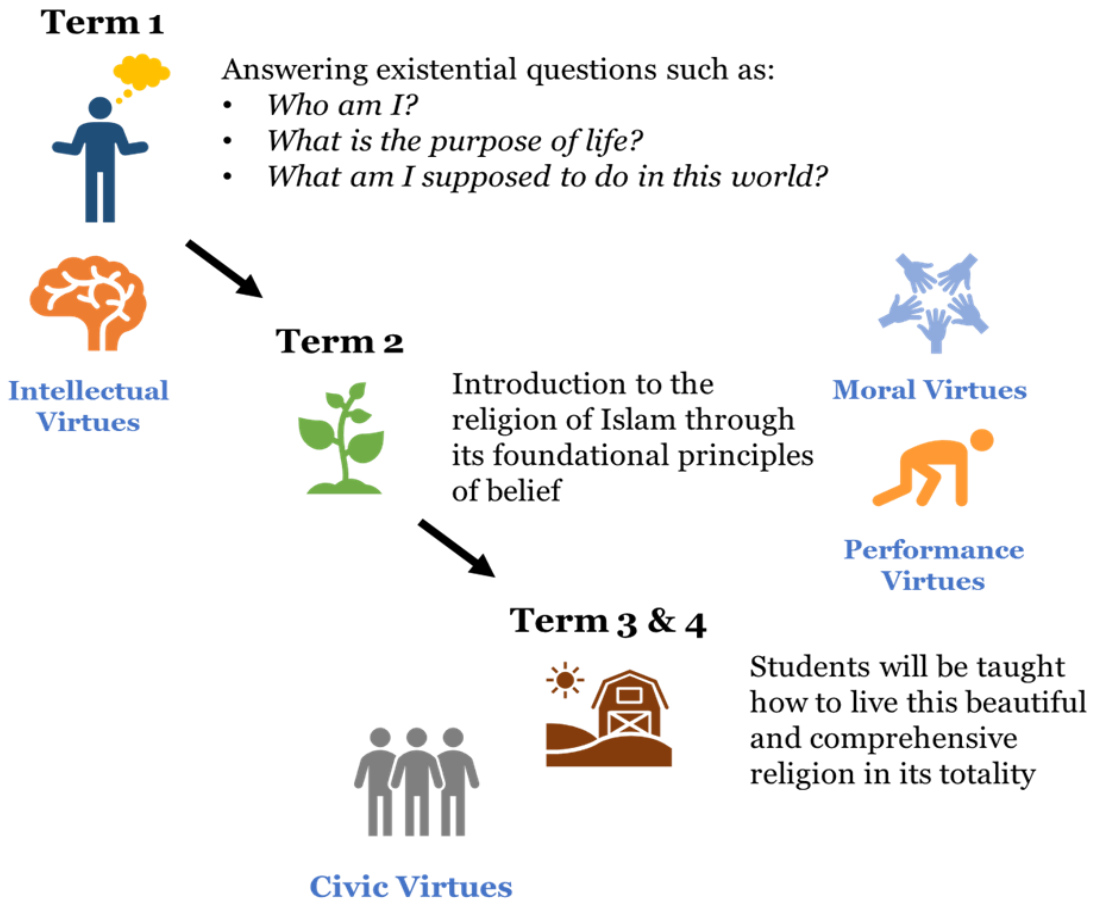 Term 1
Answering existential questions such as:
• Who am I?
• What is the purpose of life?
• What am I supposed to do in this world?
Intellectual
Virtues
Term 2
Introduction to the
religion of Islam through
its foundational principles
of belief
Moral Virtues
Performance
Virtues
Term 3 & 4
Students will be taught
how to live this beautiful
and comprehensive
religion in its totality
Civic Virtues